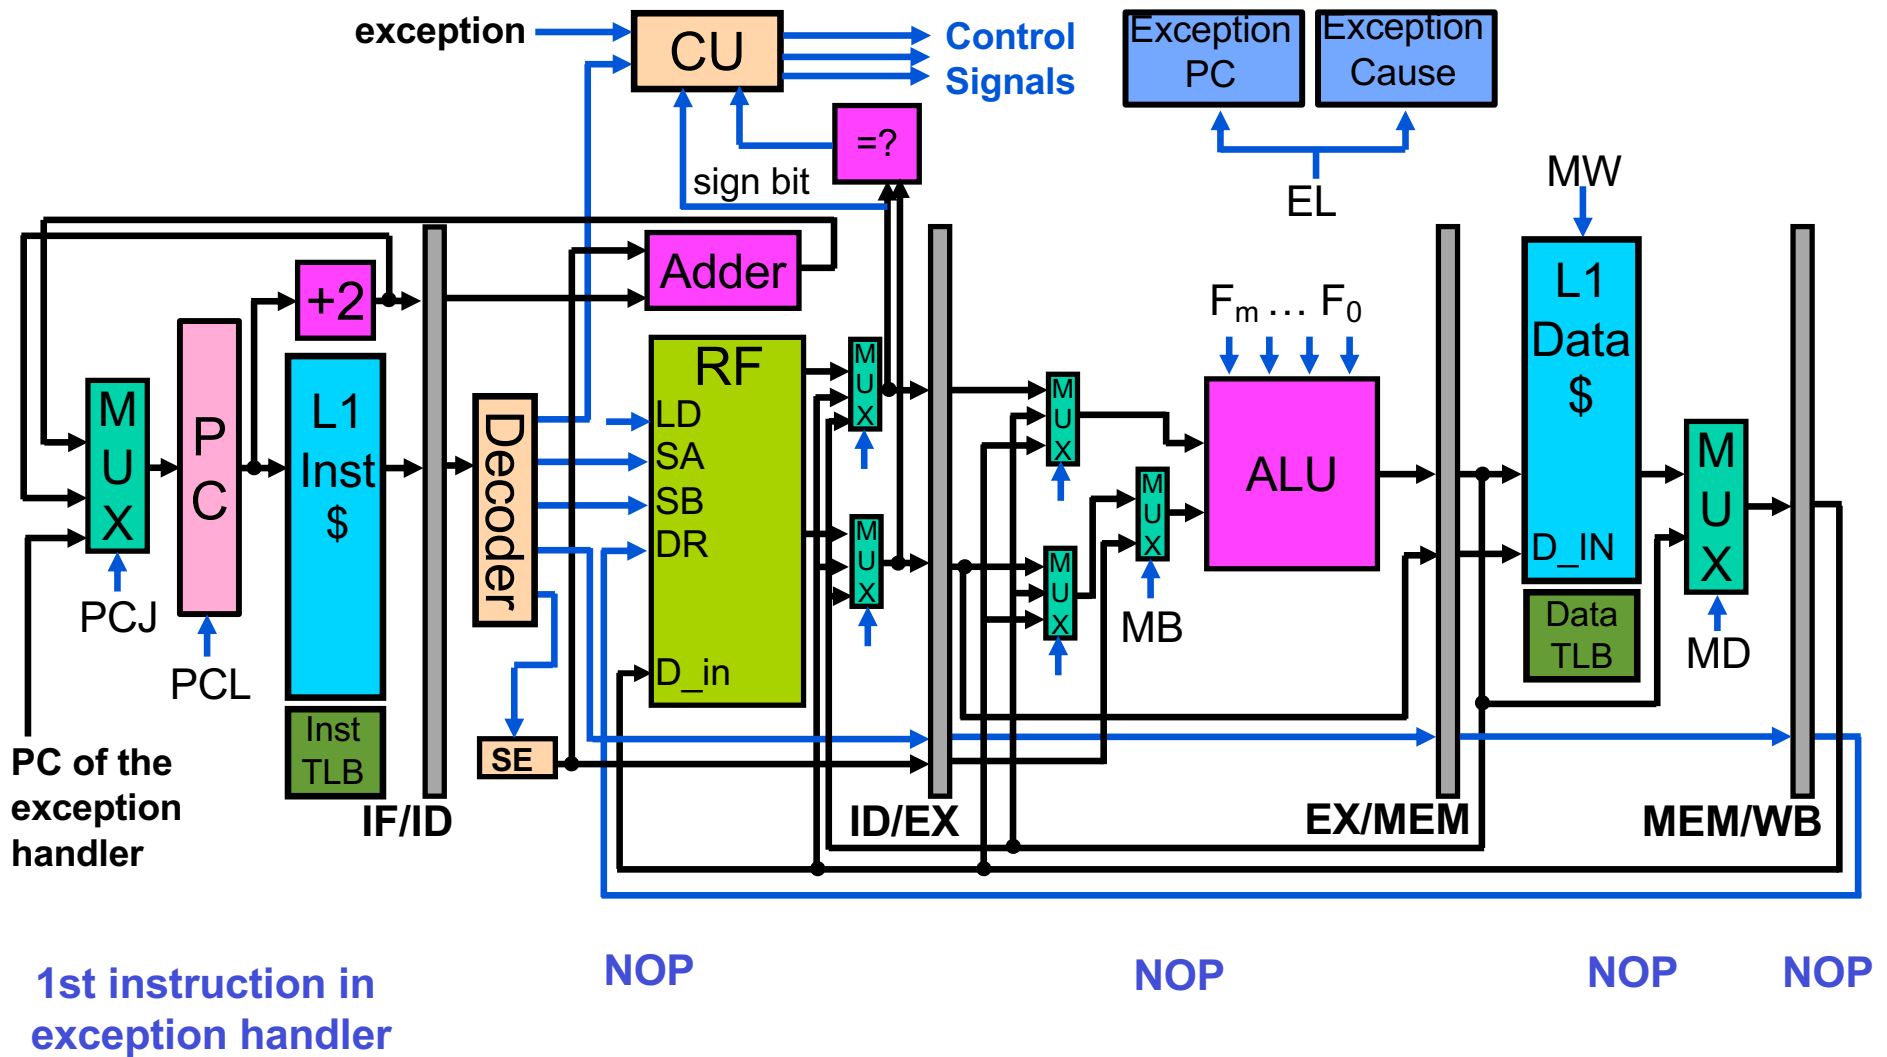 exception
CU
Control
Signals
Exception
PC
Exception
Cause
=?
sign bit
EL
MW
+2
Adder
L1
Data
$
D_IN
Fm ... F0
RF
LD
SA
SB
DR
D_in
MUX
MUX
PC
L1
Inst
$
Decoder
MUX
MUX
MUX
MUX
ALU
MUX
PCJ
PCL
MB
MD
Data
TLB
Inst
TLB
SE
PC of the
exception
handler
IF/ID
ID/EX
EX/MEM
MEM/WB
1st instruction in
exception handler
NOP
NOP
NOP
NOP